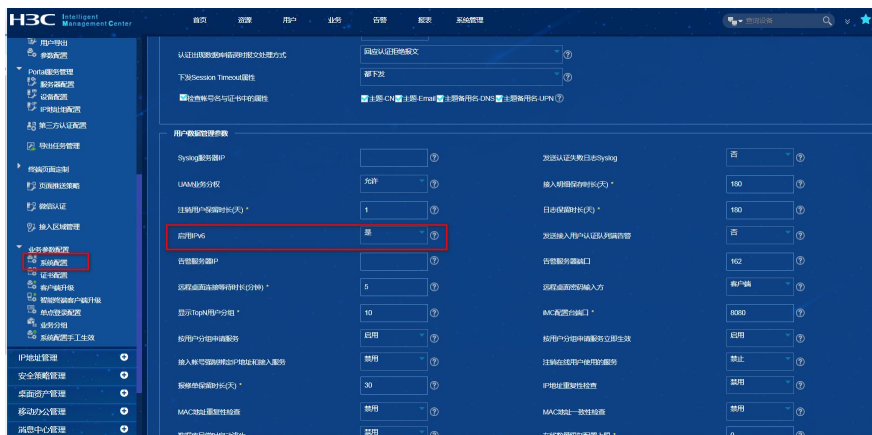 H3C Intelligent Management Center
首页 资源 用户 业务 告警 报表 系统管理
查询设备
用户导出
参数配置
Portal服务管理
服务器配置
设备配置
IP地址组配置
第三方认证配置
导出任务管理
终端页面定制
页面推送策略
微信认证
接入区域管理
业务参数配置
系统配置
证书配置
客户端升级
智能终端客户端升级
单点登录配置
业务分组
系统配置手工生效
IP地址管理
安全策略管理
桌面资产管理
移动办公管理
消息中心管理
认证出现数据库错误时报文处理方式 回应认证拒绝报文
下发Session Timeout属性 都下发
检查帐号名与证书中的属性 主题-CN 主题-Email 主题备用名-DNS 主题备用名-UPN
用户数据管理参数
Syslog服务器IP 发送认证失败日志Syslog 否
UAM业务分权 允许 接入明细保存时长(天) * 180
注销用户保留时长(天) * 1 日志保留时长(天) * 180
启用IPv6 是 发送接入用户认证队列满告警 否
告警服务器IP 告警服务器端口 162
远程桌面连接等待时长(分钟) * 5 远程桌面密码输入方 客户端
显示TopN用户分组 * 10 iMC配置台端口 * 8080
按用户分组申请服务 启用 按用户分组申请服务立即生效 启用
接入帐号强制绑定IP地址和接入服务 禁用 注销在线用户使用的服务 禁止
报修单保留时长(天) * 30 IP地址重复性检查 禁用
MAC地址重复性检查 禁用 MAC地址一致性检查 禁用
禁用 0